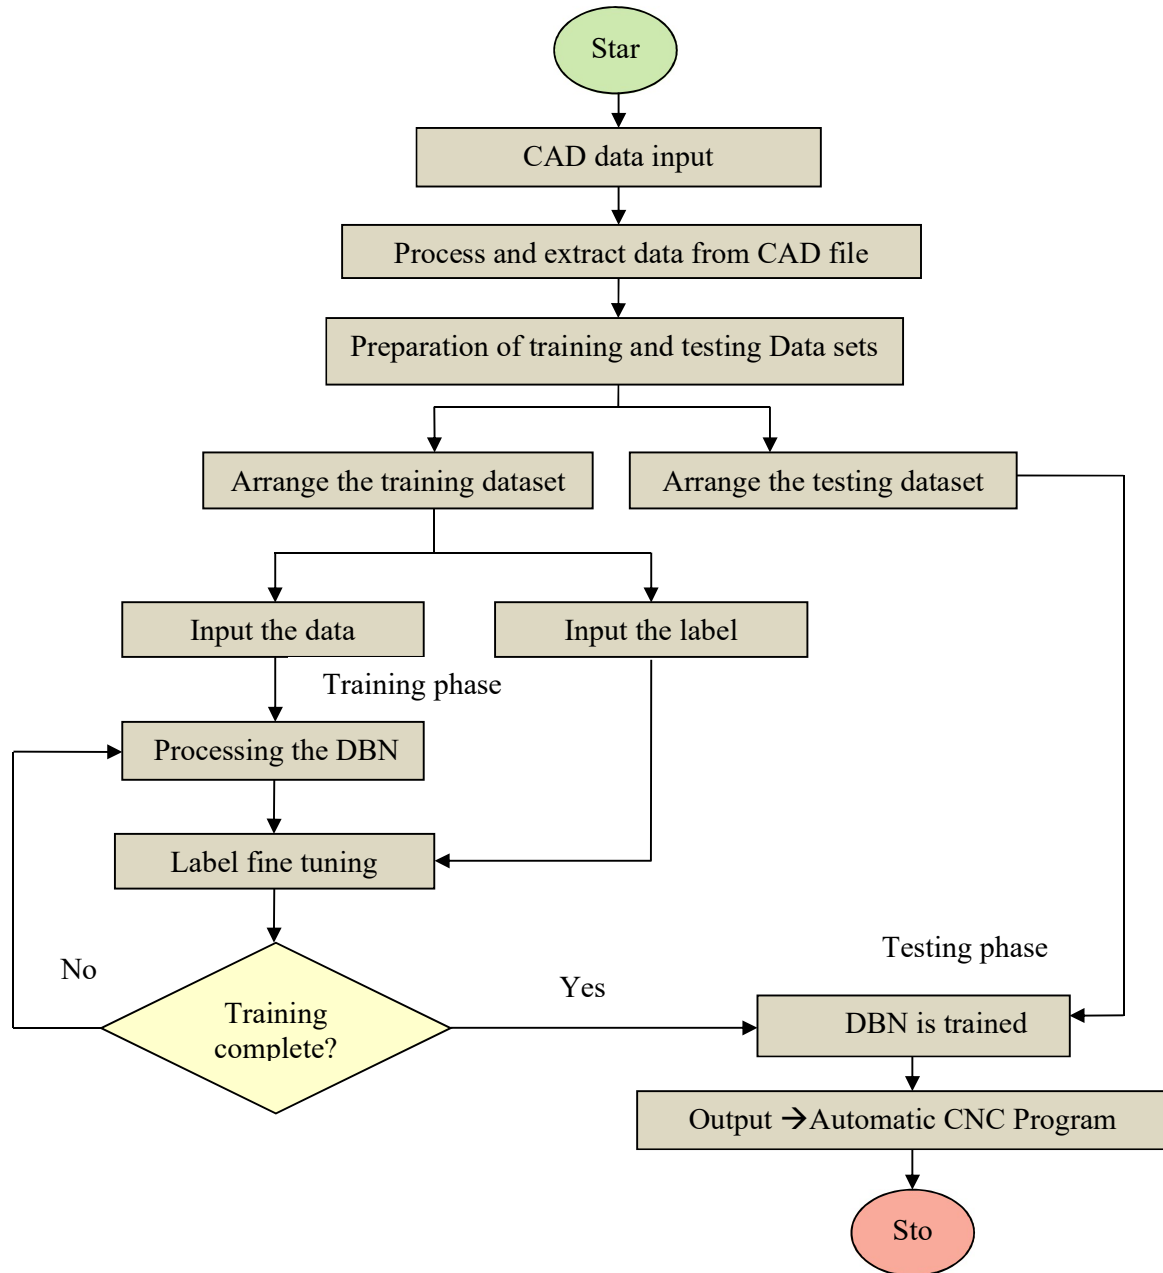 Star
CAD data input
Process and extract data from CAD file
Preparation of training and testing Data sets
Arrange the training dataset
Arrange the testing dataset
Input the data
Input the label
Training phase
Processing the DBN
Label fine tuning
No
Training
complete?
Yes
Testing phase
DBN is trained
Output →Automatic CNC Program
Sto